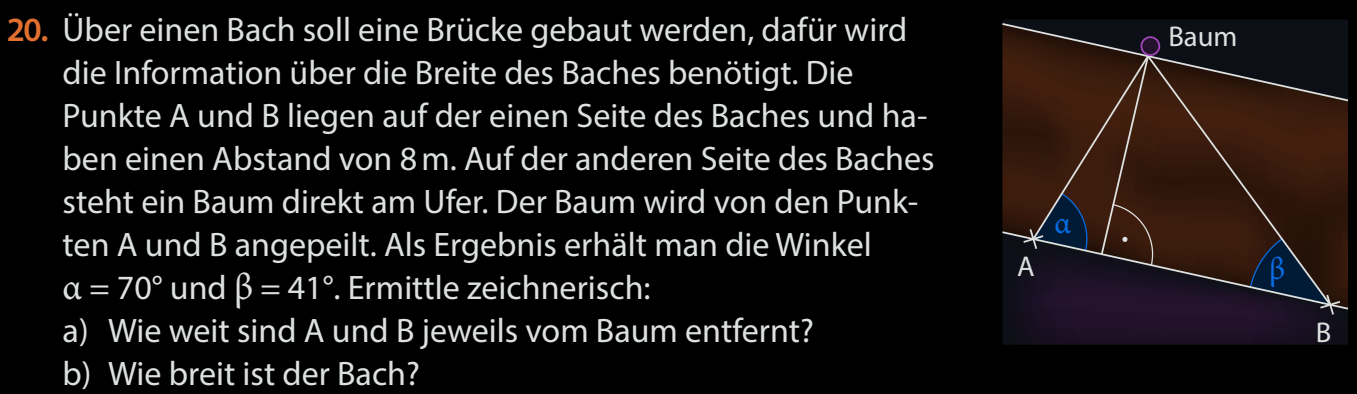 20. Über einen Bach soll eine Brücke gebaut werden, dafür wird
die Information über die Breite des Baches benötigt. Die
Punkte A und B liegen auf der einen Seite des Baches und ha-
ben einen Abstand von 8 m. Auf der anderen Seite des Baches
steht ein Baum direkt am Ufer. Der Baum wird von den Punk-
ten A und B angepeilt. Als Ergebnis erhält man die Winkel
α = 70° und β = 41°. Ermittle zeichnerisch:
a) Wie weit sind A und B jeweils vom Baum entfernt?
b) Wie breit ist der Bach?
Baum
α
A
β
B